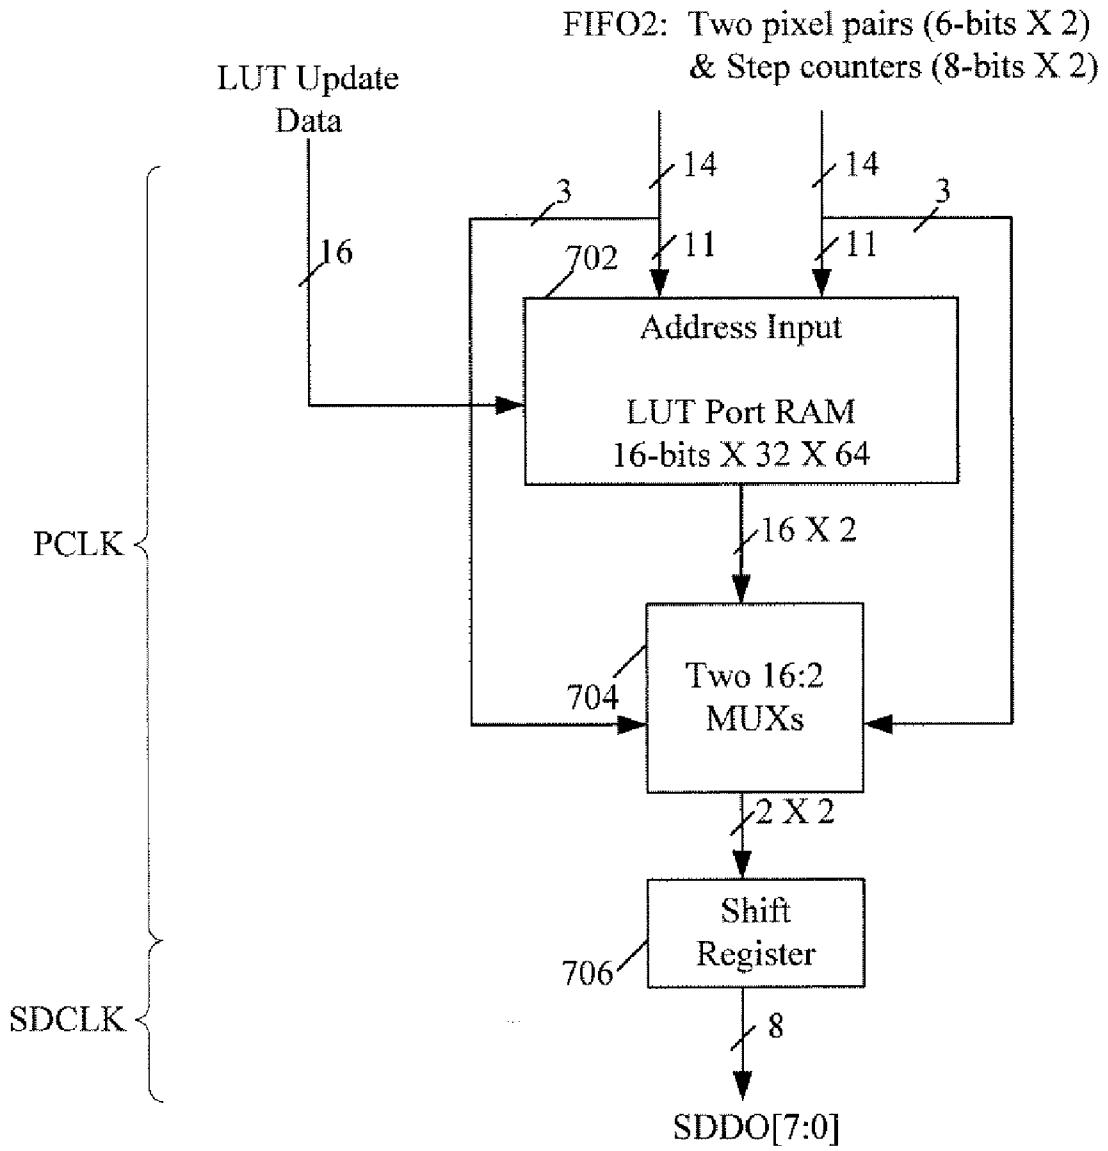 FIFO2: Two pixel pairs (6-bits X 2)
& Step counters (8-bits X 2)
LUT Update
Data
14
14
3
3
16
11
11
702
Address Input
LUT Port RAM
16-bits X 32 X 64
PCLK
16 X 2
704
Two 16:2
MUXs
2 X 2
Shift
Register
706
SDCLK
8
SDDO[7:0]